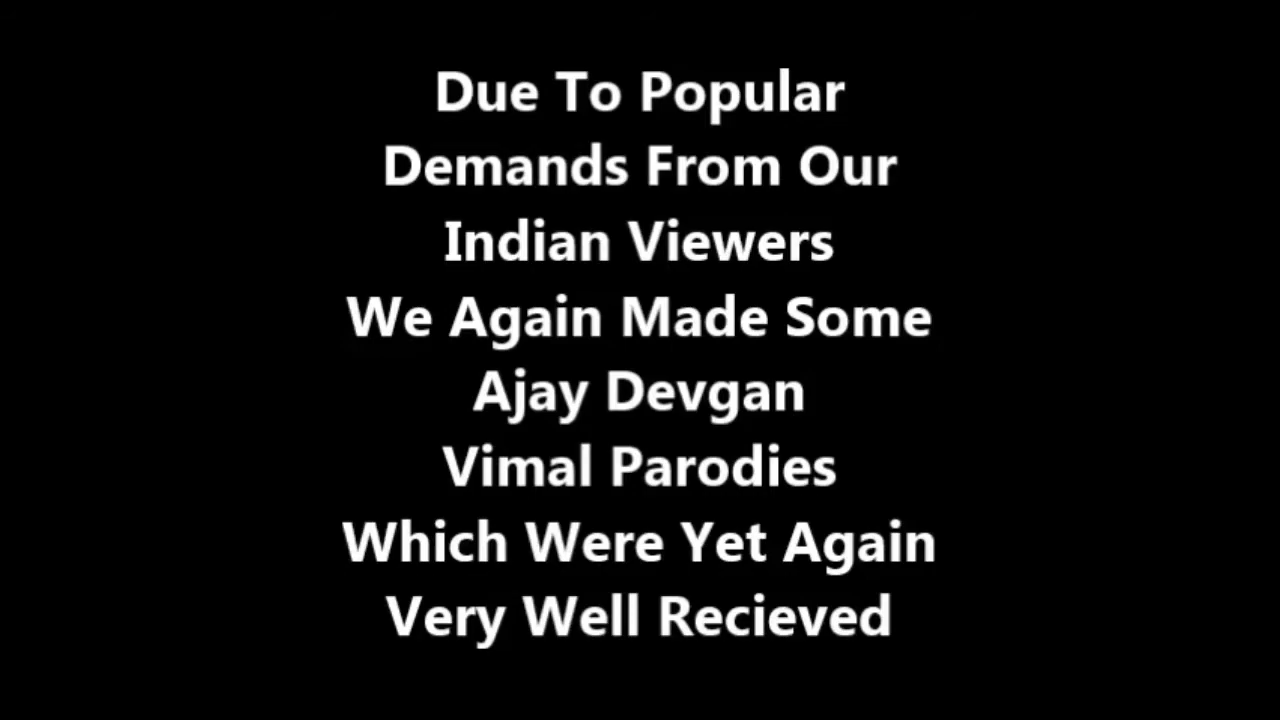 Due To Popular
Demands From Our
Indian Viewers
We Again Made Some
Ajay Devgan
Vimal Parodies
Which Were Yet Again
Very Well Recieved